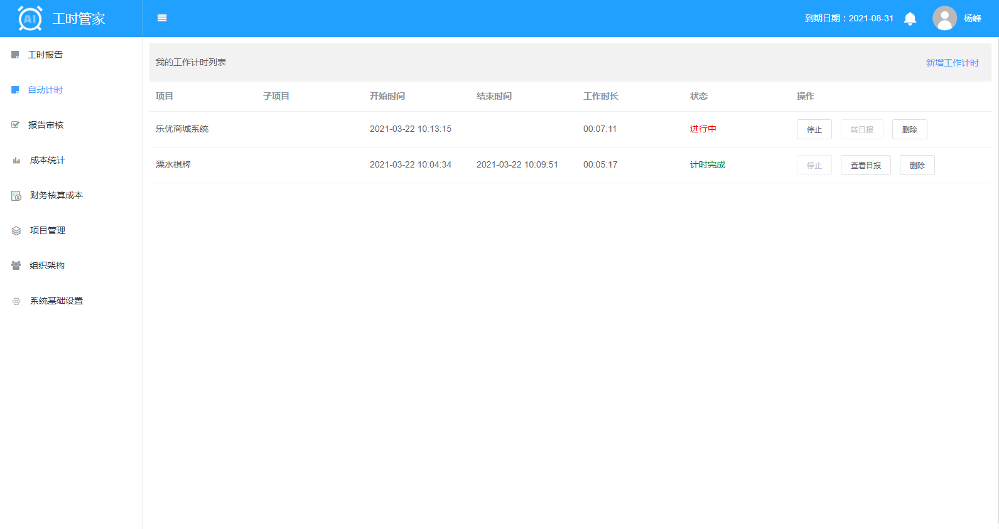 AI 工时管家
到期日期：2021-08-31
杨峰
工时报告
自动计时
报告审核
成本统计
财务核算成本
项目管理
组织架构
系统基础设置
我的工作计时列表 新增工作计时
项目 子项目 开始时间 结束时间 工作时长 状态 操作
乐优商城系统 2021-03-22 10:13:15 00:07:11 进行中 停止 转日报 删除
溧水棋牌 2021-03-22 10:04:34 2021-03-22 10:09:51 00:05:17 计时完成 停止 查看日报 删除